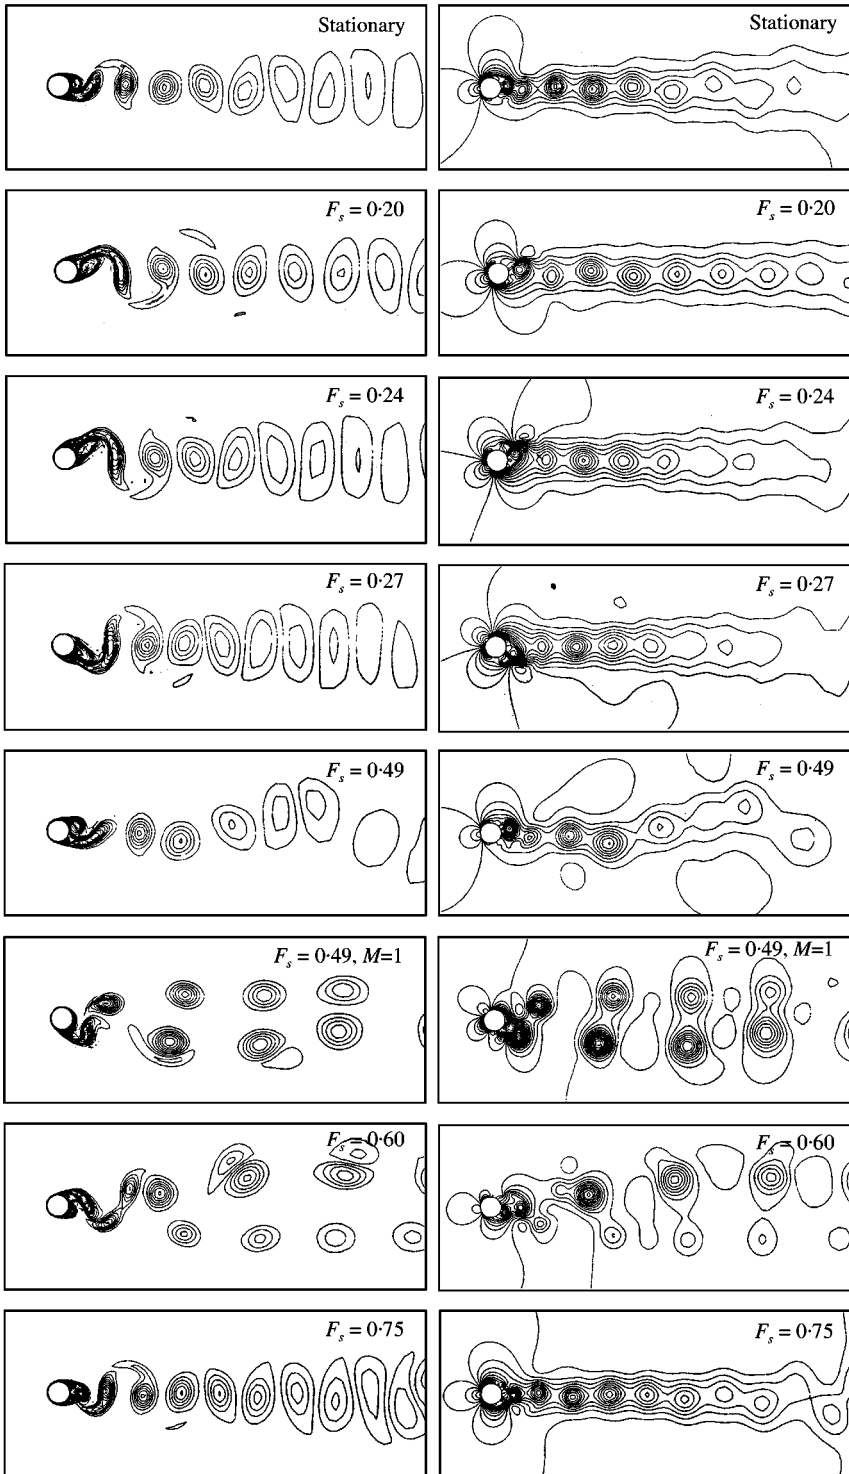 Stationary
Stationary
F_s = 0·20
F_s = 0·20
F_s = 0·24
F_s = 0·24
F_s = 0·27
F_s = 0·27
F_s = 0·49
F_s = 0·49
F_s = 0·49, M=1
F_s = 0·49, M=1
F_s = 0·60
F_s = 0·60
F_s = 0·75
F_s = 0·75